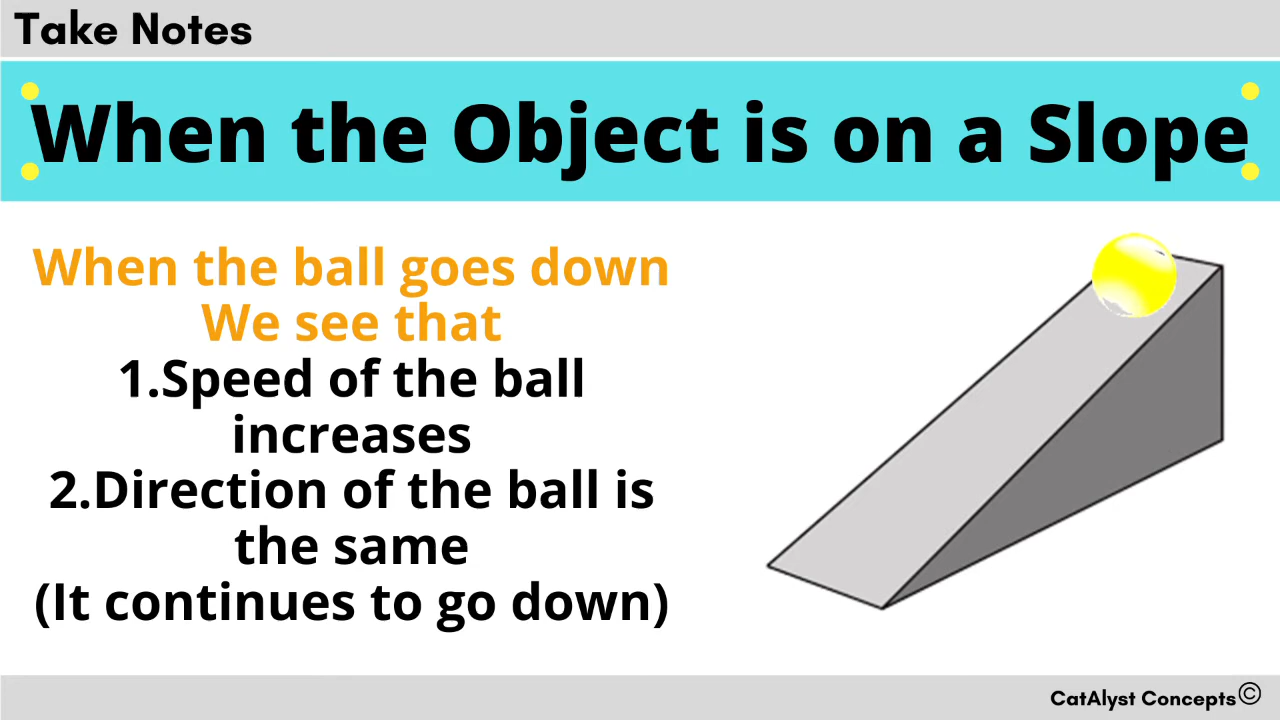 Take Notes
When the Object is on a Slope
When the ball goes down
We see that
1.Speed of the ball
increases
2.Direction of the ball is
the same
(It continues to go down)
CatAlyst Concepts©